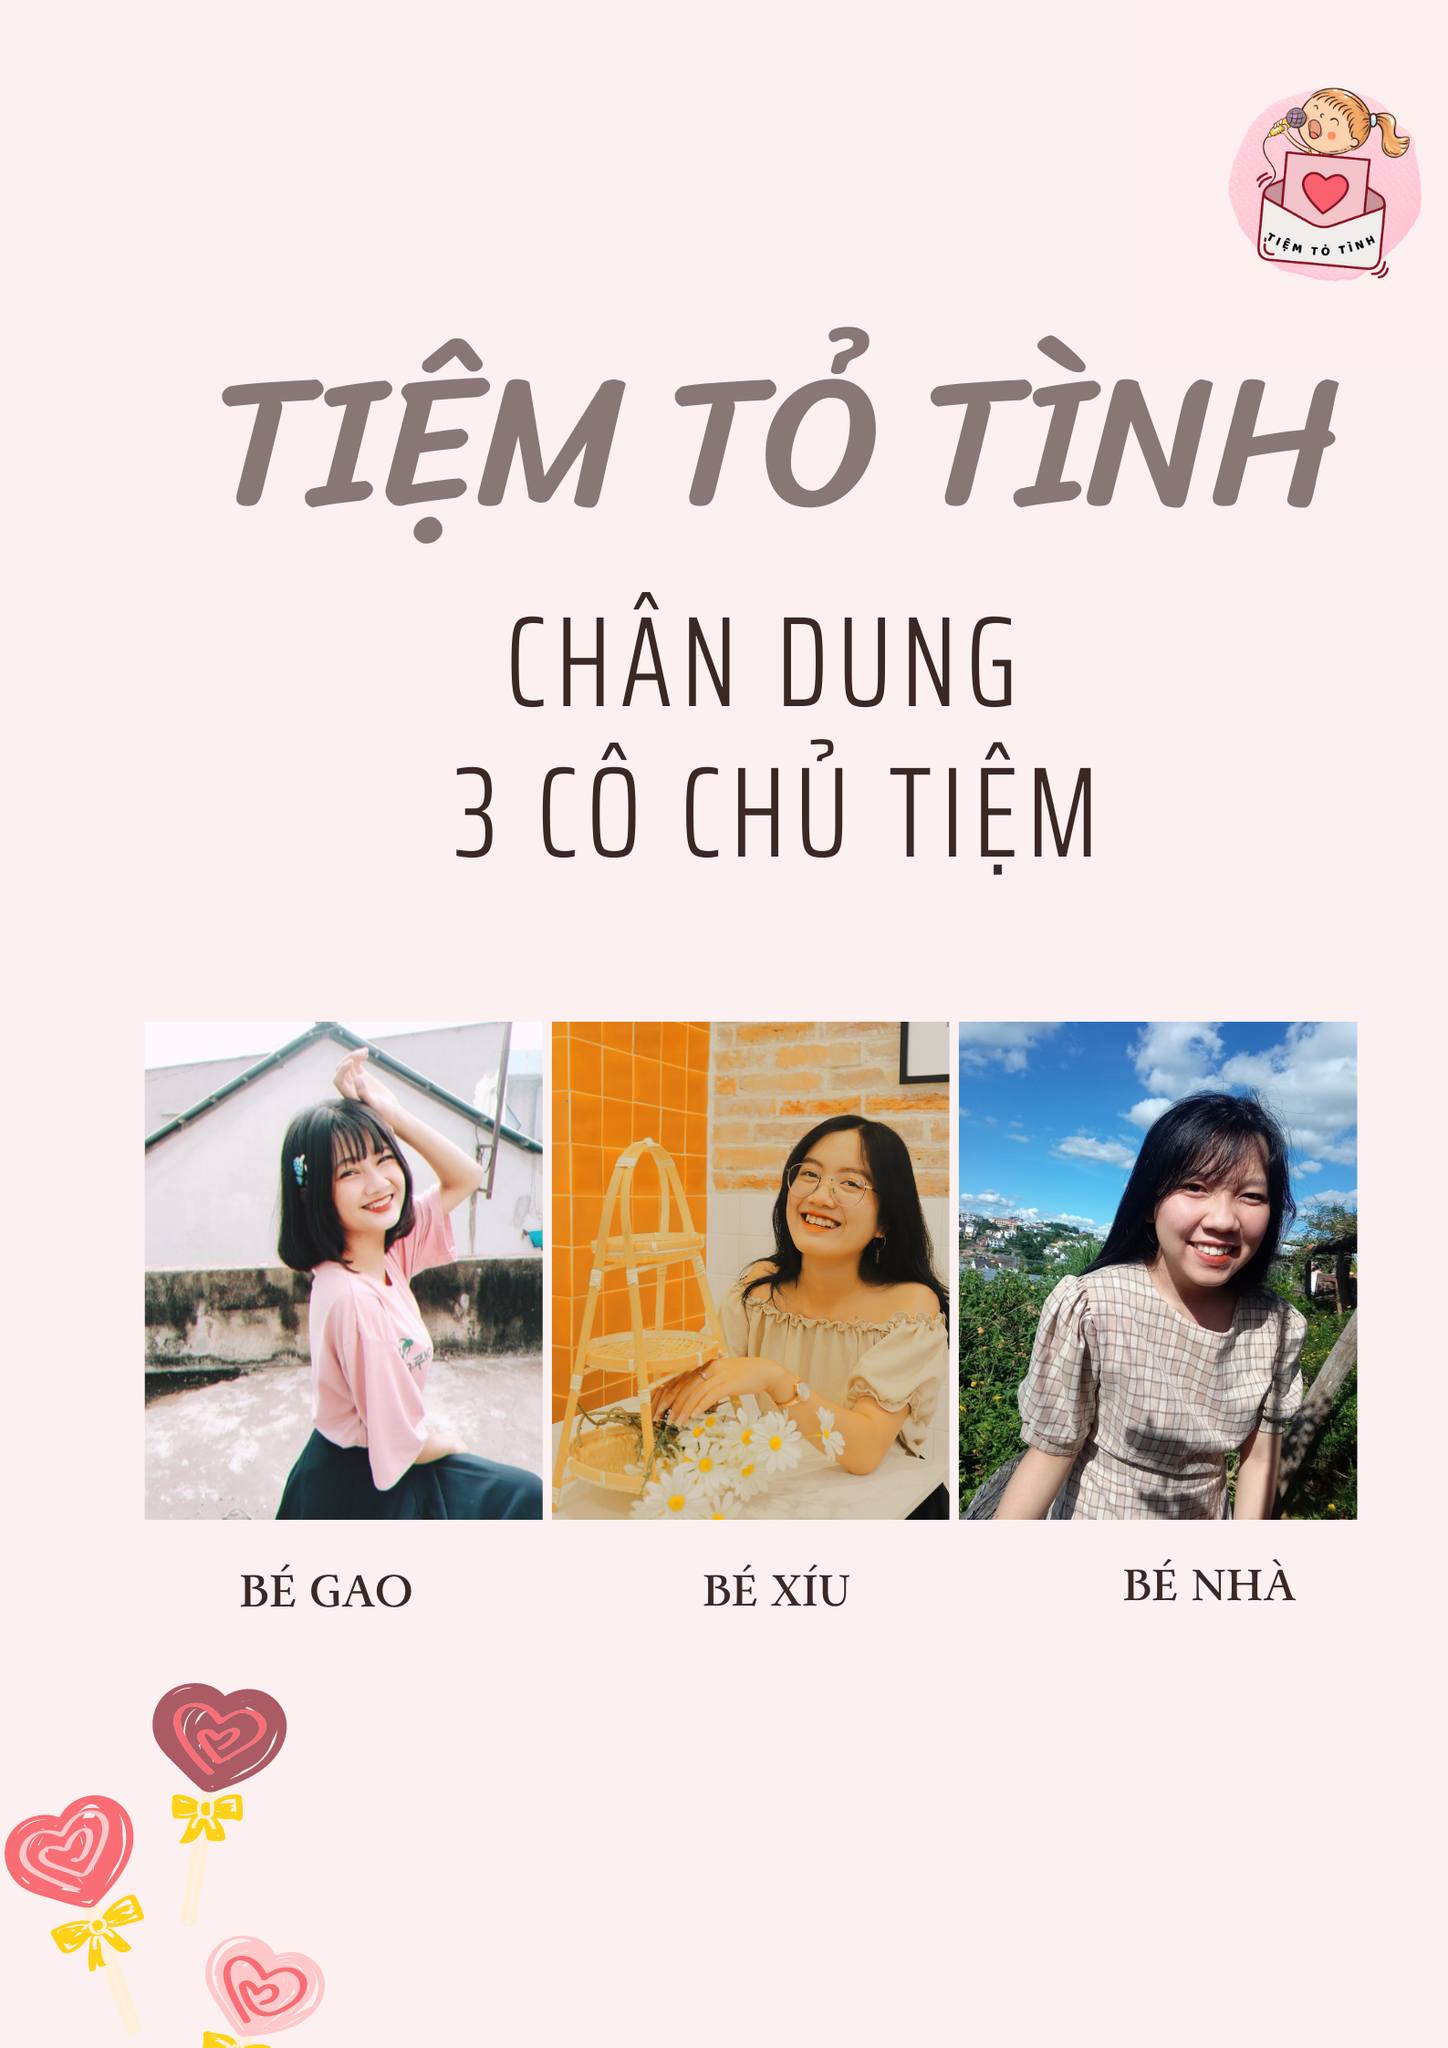 TIỆM TỎ TÌNH
TIỆM TỎ TÌNH
CHÂN DUNG
3 CÔ CHỦ TIỆM
BÉ GAO
BÉ XÍU
BÉ NHÀ